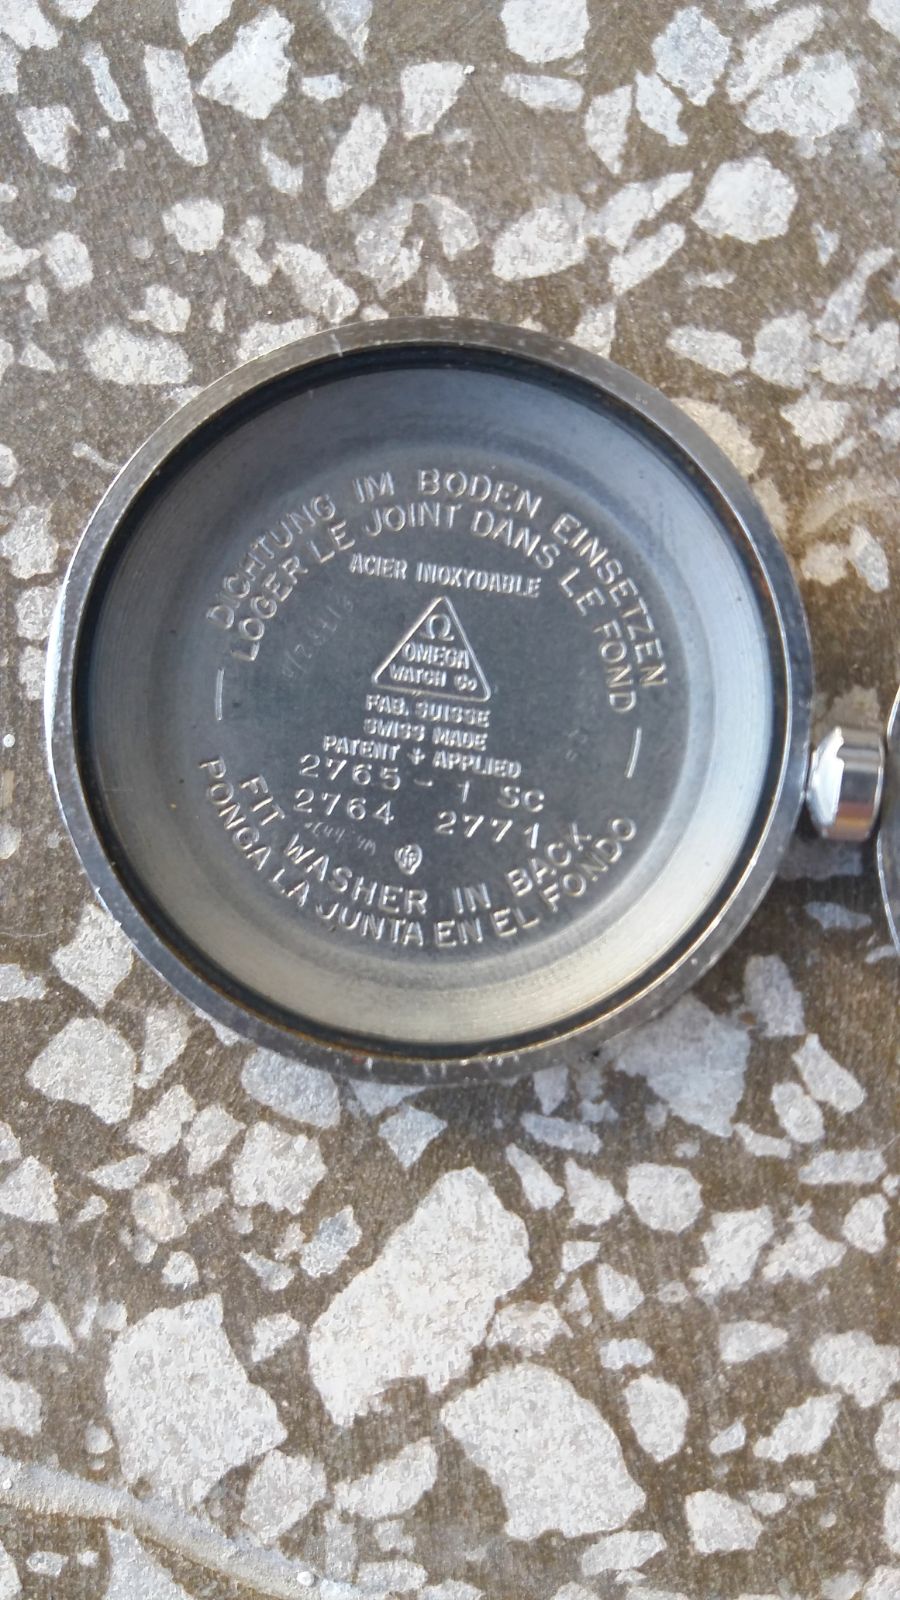 DICHTUNG IM BODEN EINSETZEN
LOGER LE JOINT DANS LE FOND
ACIER INOXYDABLE
Ω
OMEGA
WATCH Co
FAB. SUISSE
SWISS MADE
PATENT + APPLIED
2765 - 1 SC
2764 2771
FIT WASHER IN BACK
PONGA LA JUNTA EN EL FONDO